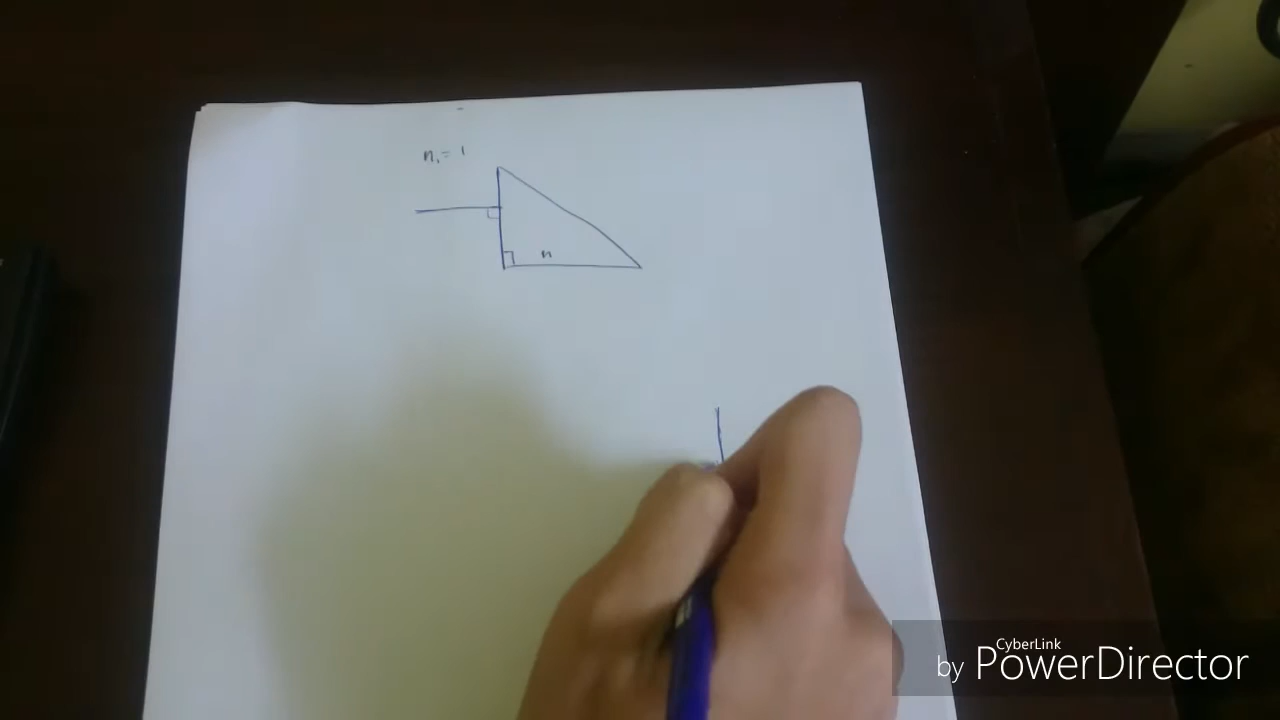 n₁ = 1
n
CyberLink
by PowerDirector